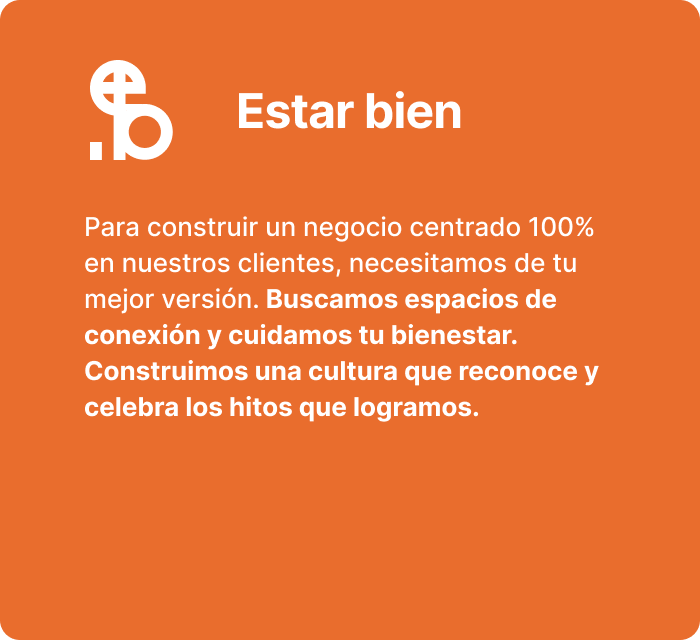 Estar bien
Para construir un negocio centrado 100%
en nuestros clientes, necesitamos de tu
mejor versión. Buscamos espacios de
conexión y cuidamos tu bienestar.
Construimos una cultura que reconoce y
celebra los hitos que logramos.